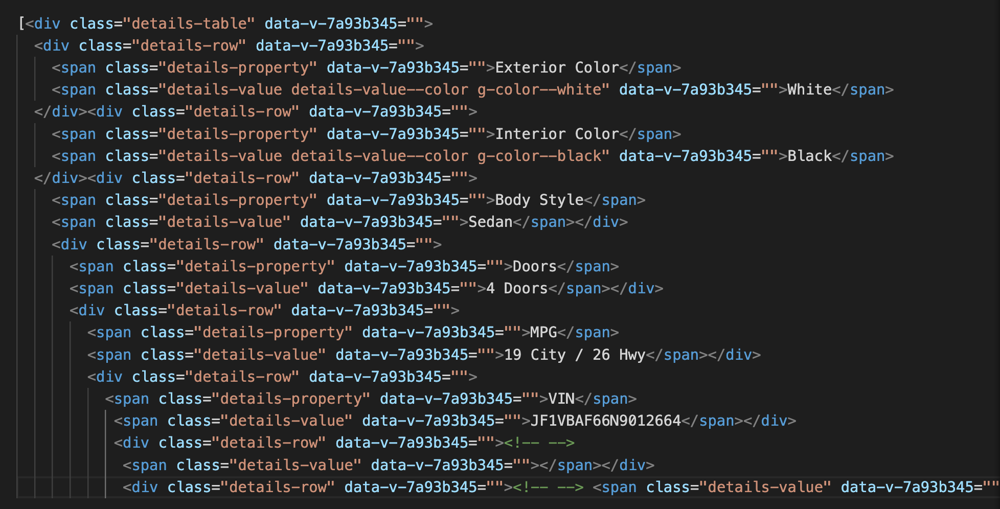 [<div class="details-table" data-v-7a93b345="">
<div class="details-row" data-v-7a93b345="">
<span class="details-property" data-v-7a93b345="">Exterior Color</span>
<span class="details-value details-value--color g-color--white" data-v-7a93b345="">White</span>
</div><div class="details-row" data-v-7a93b345="">
<span class="details-property" data-v-7a93b345="">Interior Color</span>
<span class="details-value details-value--color g-color--black" data-v-7a93b345="">Black</span>
</div><div class="details-row" data-v-7a93b345="">
<span class="details-property" data-v-7a93b345="">Body Style</span>
<span class="details-value" data-v-7a93b345="">Sedan</span></div>
<div class="details-row" data-v-7a93b345="">
<span class="details-property" data-v-7a93b345="">Doors</span>
<span class="details-value" data-v-7a93b345="">4 Doors</span></div>
<div class="details-row" data-v-7a93b345="">
<span class="details-property" data-v-7a93b345="">MPG</span>
<span class="details-value" data-v-7a93b345="">19 City / 26 Hwy</span></div>
<div class="details-row" data-v-7a93b345="">
<span class="details-property" data-v-7a93b345="">VIN</span>
<span class="details-value" data-v-7a93b345="">JF1VBAF66N9012664</span></div>
<div class="details-row" data-v-7a93b345=""><!-- -->
<span class="details-value" data-v-7a93b345=""></span></div>
<div class="details-row" data-v-7a93b345=""><!-- --> <span class="details-value" data-v-7a93b345=""